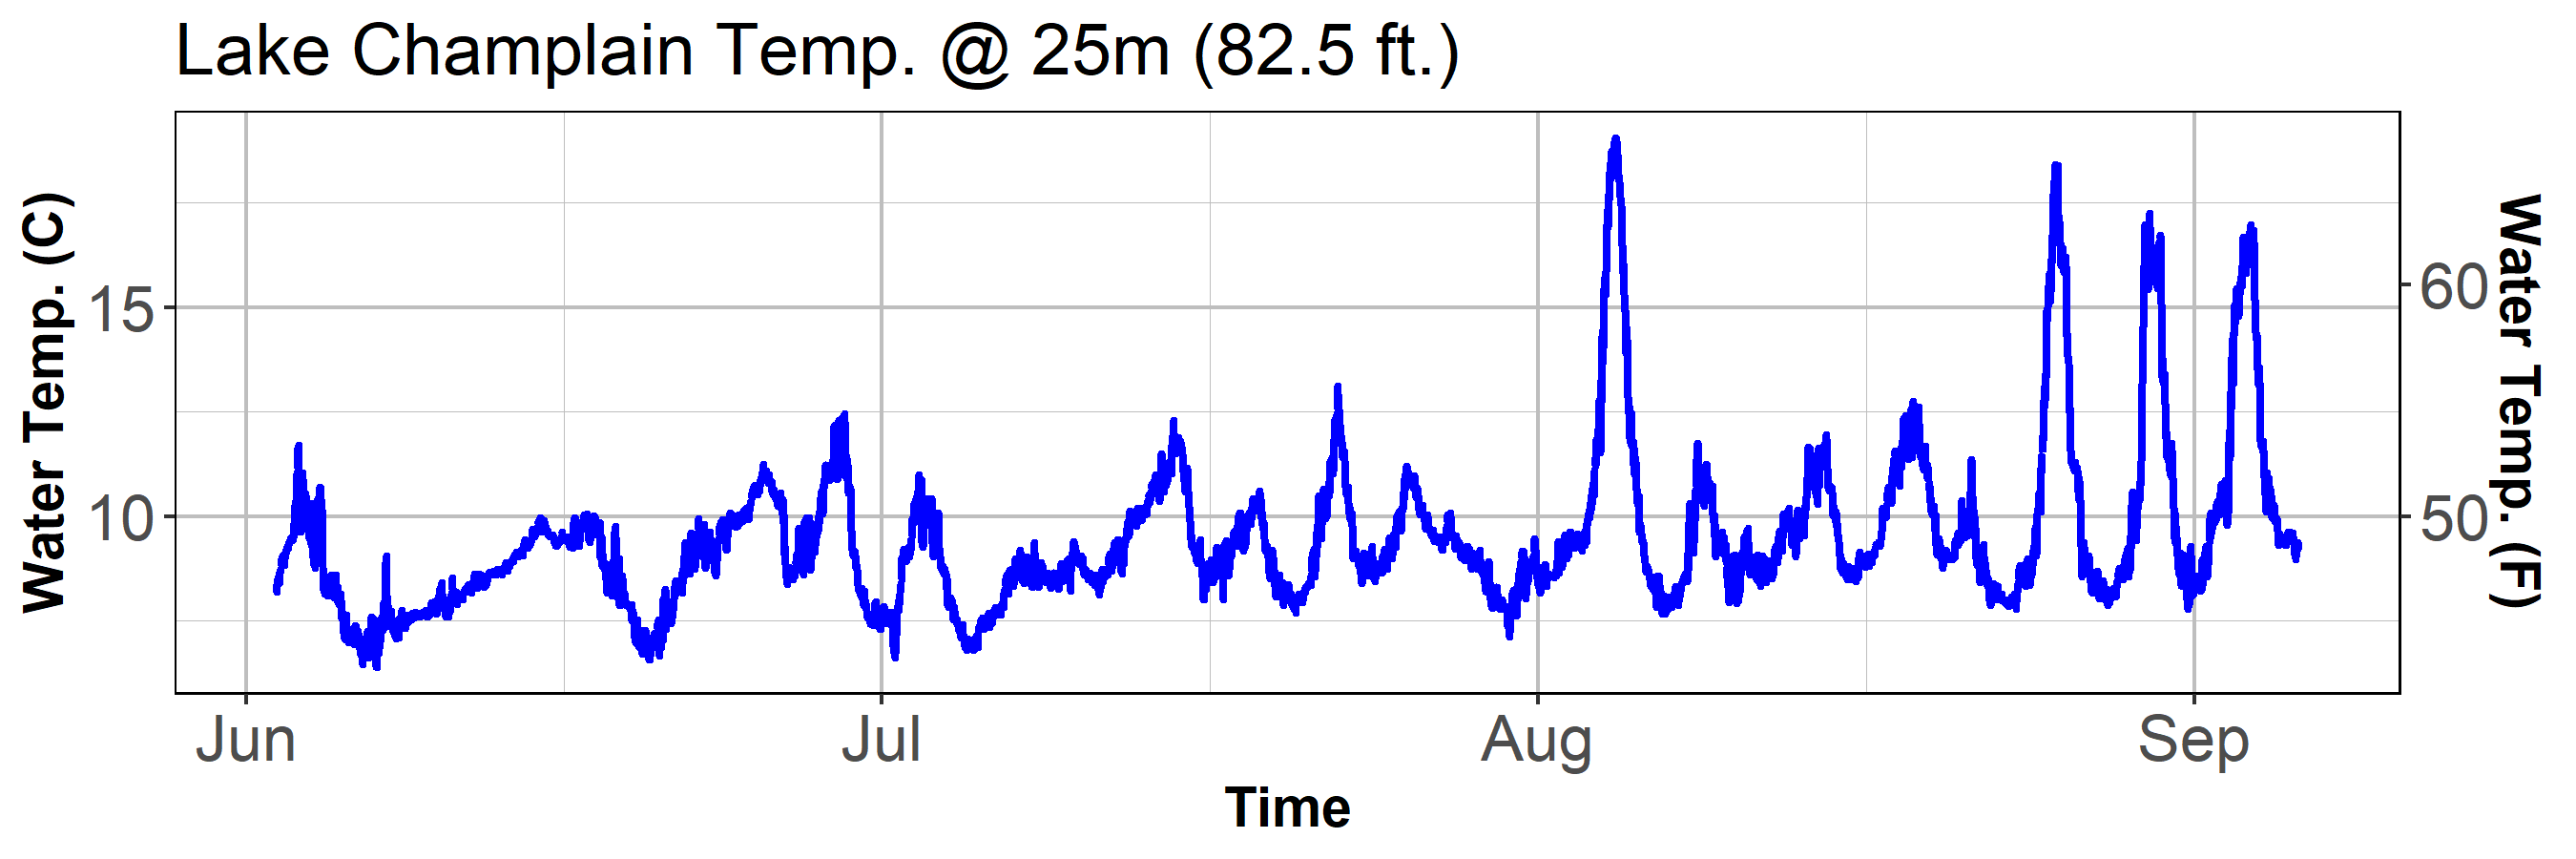 Lake Champlain Temp. @ 25m (82.5 ft.)
Water Temp. (C)
15
10
60
50
Water Temp. (F)
Jun Jul Aug Sep
Time